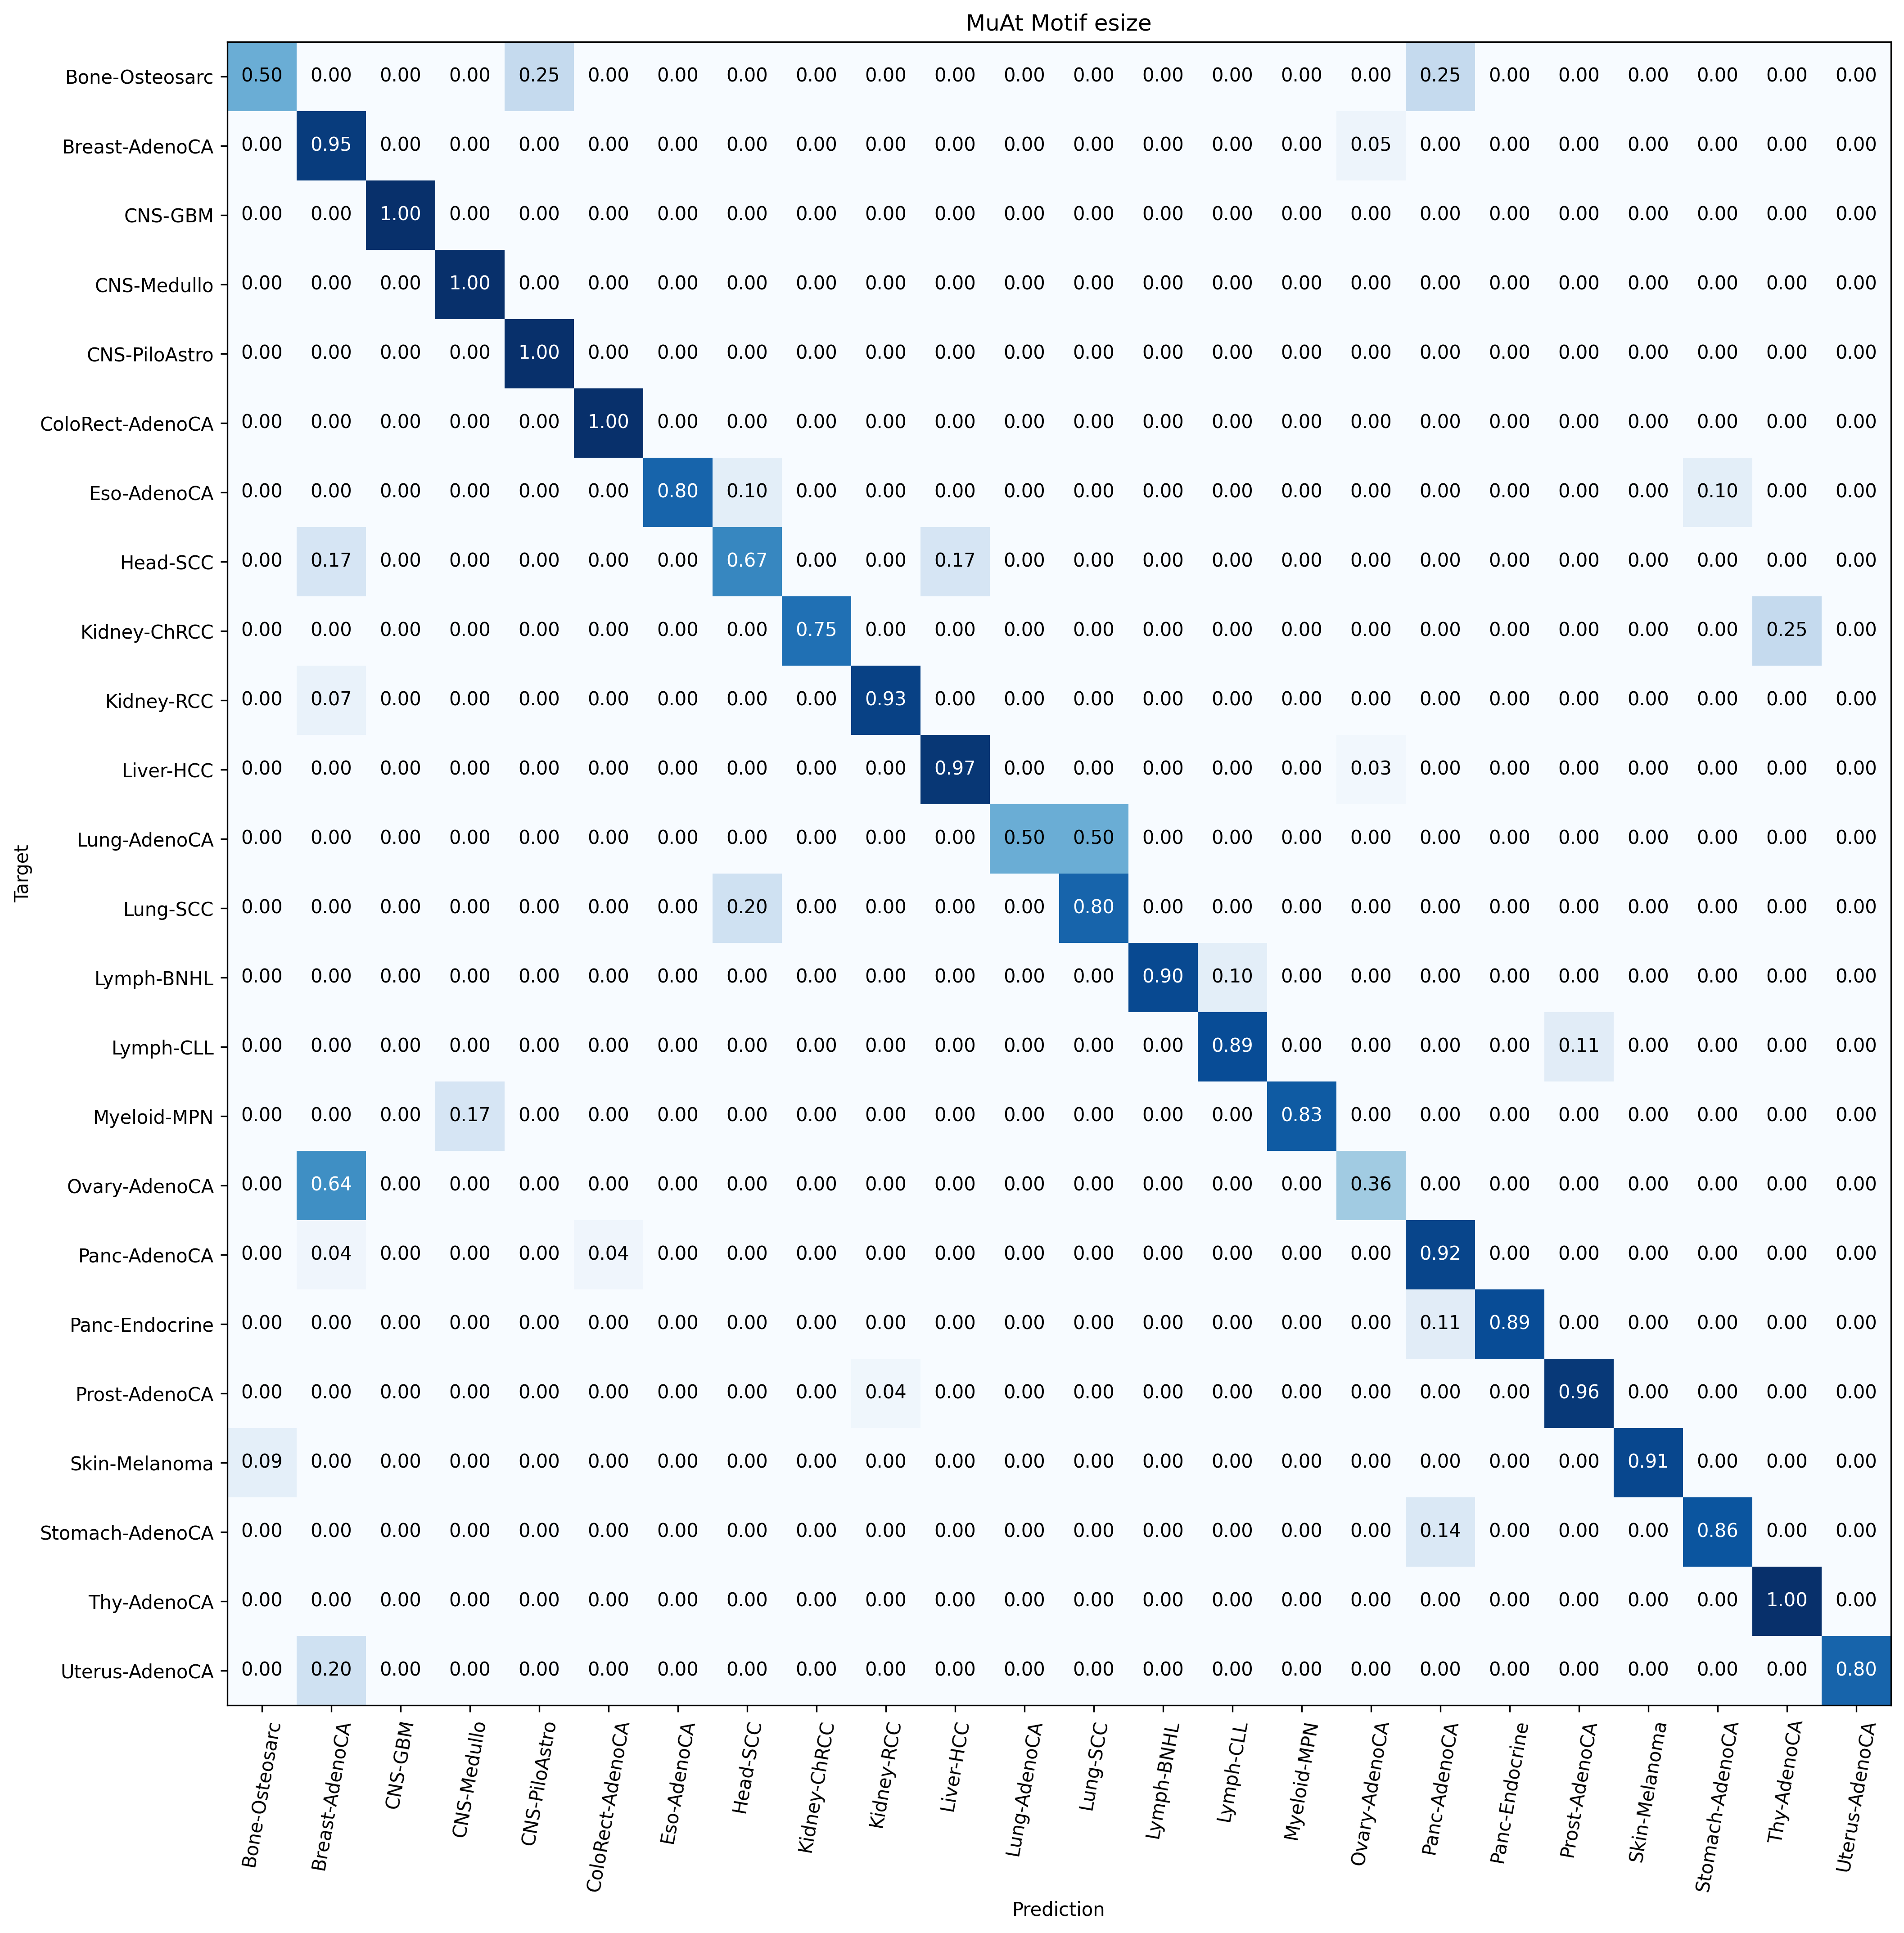 MuAt Motif esize
Bone-Osteosarc 0.50 0.00 0.00 0.00 0.25 0.00 0.00 0.00 0.00 0.00 0.00 0.00 0.00 0.00 0.00 0.00 0.00 0.25 0.00 0.00 0.00 0.00 0.00 0.00
Breast-AdenoCA 0.00 0.95 0.00 0.00 0.00 0.00 0.00 0.00 0.00 0.00 0.00 0.00 0.00 0.00 0.00 0.00 0.05 0.00 0.00 0.00 0.00 0.00 0.00 0.00
CNS-GBM 0.00 0.00 1.00 0.00 0.00 0.00 0.00 0.00 0.00 0.00 0.00 0.00 0.00 0.00 0.00 0.00 0.00 0.00 0.00 0.00 0.00 0.00 0.00 0.00
CNS-Medullo 0.00 0.00 0.00 1.00 0.00 0.00 0.00 0.00 0.00 0.00 0.00 0.00 0.00 0.00 0.00 0.00 0.00 0.00 0.00 0.00 0.00 0.00 0.00 0.00
CNS-PiloAstro 0.00 0.00 0.00 0.00 1.00 0.00 0.00 0.00 0.00 0.00 0.00 0.00 0.00 0.00 0.00 0.00 0.00 0.00 0.00 0.00 0.00 0.00 0.00 0.00
ColoRect-AdenoCA 0.00 0.00 0.00 0.00 0.00 1.00 0.00 0.00 0.00 0.00 0.00 0.00 0.00 0.00 0.00 0.00 0.00 0.00 0.00 0.00 0.00 0.00 0.00 0.00
Eso-AdenoCA 0.00 0.00 0.00 0.00 0.00 0.00 0.80 0.10 0.00 0.00 0.00 0.00 0.00 0.00 0.00 0.00 0.00 0.00 0.00 0.00 0.00 0.10 0.00 0.00
Head-SCC 0.00 0.17 0.00 0.00 0.00 0.00 0.00 0.67 0.00 0.00 0.17 0.00 0.00 0.00 0.00 0.00 0.00 0.00 0.00 0.00 0.00 0.00 0.00 0.00
Kidney-ChRCC 0.00 0.00 0.00 0.00 0.00 0.00 0.00 0.00 0.75 0.00 0.00 0.00 0.00 0.00 0.00 0.00 0.00 0.00 0.00 0.00 0.00 0.00 0.25 0.00
Kidney-RCC 0.00 0.07 0.00 0.00 0.00 0.00 0.00 0.00 0.00 0.93 0.00 0.00 0.00 0.00 0.00 0.00 0.00 0.00 0.00 0.00 0.00 0.00 0.00 0.00
Liver-HCC 0.00 0.00 0.00 0.00 0.00 0.00 0.00 0.00 0.00 0.00 0.97 0.00 0.00 0.00 0.00 0.00 0.03 0.00 0.00 0.00 0.00 0.00 0.00 0.00
Lung-AdenoCA 0.00 0.00 0.00 0.00 0.00 0.00 0.00 0.00 0.00 0.00 0.00 0.50 0.50 0.00 0.00 0.00 0.00 0.00 0.00 0.00 0.00 0.00 0.00 0.00
Lung-SCC 0.00 0.00 0.00 0.00 0.00 0.00 0.00 0.20 0.00 0.00 0.00 0.00 0.80 0.00 0.00 0.00 0.00 0.00 0.00 0.00 0.00 0.00 0.00 0.00
Lymph-BNHL 0.00 0.00 0.00 0.00 0.00 0.00 0.00 0.00 0.00 0.00 0.00 0.00 0.00 0.90 0.10 0.00 0.00 0.00 0.00 0.00 0.00 0.00 0.00 0.00
Lymph-CLL 0.00 0.00 0.00 0.00 0.00 0.00 0.00 0.00 0.00 0.00 0.00 0.00 0.00 0.00 0.89 0.00 0.00 0.00 0.00 0.11 0.00 0.00 0.00 0.00
Myeloid-MPN 0.00 0.00 0.00 0.17 0.00 0.00 0.00 0.00 0.00 0.00 0.00 0.00 0.00 0.00 0.00 0.83 0.00 0.00 0.00 0.00 0.00 0.00 0.00 0.00
Ovary-AdenoCA 0.00 0.64 0.00 0.00 0.00 0.00 0.00 0.00 0.00 0.00 0.00 0.00 0.00 0.00 0.00 0.00 0.36 0.00 0.00 0.00 0.00 0.00 0.00 0.00
Panc-AdenoCA 0.00 0.04 0.00 0.00 0.00 0.04 0.00 0.00 0.00 0.00 0.00 0.00 0.00 0.00 0.00 0.00 0.00 0.92 0.00 0.00 0.00 0.00 0.00 0.00
Panc-Endocrine 0.00 0.00 0.00 0.00 0.00 0.00 0.00 0.00 0.00 0.00 0.00 0.00 0.00 0.00 0.00 0.00 0.00 0.11 0.89 0.00 0.00 0.00 0.00 0.00
Prost-AdenoCA 0.00 0.00 0.00 0.00 0.00 0.00 0.00 0.00 0.00 0.04 0.00 0.00 0.00 0.00 0.00 0.00 0.00 0.00 0.00 0.96 0.00 0.00 0.00 0.00
Skin-Melanoma 0.09 0.00 0.00 0.00 0.00 0.00 0.00 0.00 0.00 0.00 0.00 0.00 0.00 0.00 0.00 0.00 0.00 0.00 0.00 0.00 0.91 0.00 0.00 0.00
Stomach-AdenoCA 0.00 0.00 0.00 0.00 0.00 0.00 0.00 0.00 0.00 0.00 0.00 0.00 0.00 0.00 0.00 0.00 0.00 0.14 0.00 0.00 0.00 0.86 0.00 0.00
Thy-AdenoCA 0.00 0.00 0.00 0.00 0.00 0.00 0.00 0.00 0.00 0.00 0.00 0.00 0.00 0.00 0.00 0.00 0.00 0.00 0.00 0.00 0.00 0.00 1.00 0.00
Uterus-AdenoCA 0.00 0.20 0.00 0.00 0.00 0.00 0.00 0.00 0.00 0.00 0.00 0.00 0.00 0.00 0.00 0.00 0.00 0.00 0.00 0.00 0.00 0.00 0.00 0.80
Target
Bone-Osteosarc Breast-AdenoCA CNS-GBM CNS-Medullo CNS-PiloAstro ColoRect-AdenoCA Eso-AdenoCA Head-SCC Kidney-ChRCC Kidney-RCC Liver-HCC Lung-AdenoCA Lung-SCC Lymph-BNHL Lymph-CLL Myeloid-MPN Ovary-AdenoCA Panc-AdenoCA Panc-Endocrine Prost-AdenoCA Skin-Melanoma Stomach-AdenoCA Thy-AdenoCA Uterus-AdenoCA
Prediction